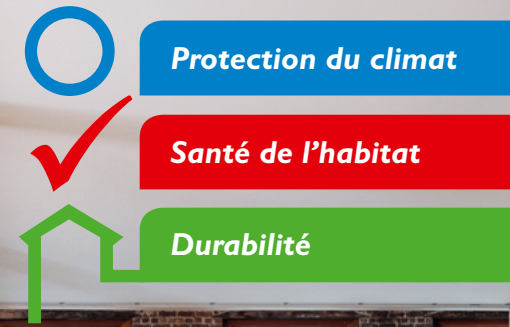 Protection du climat
Santé de l’habitat
Durabilité